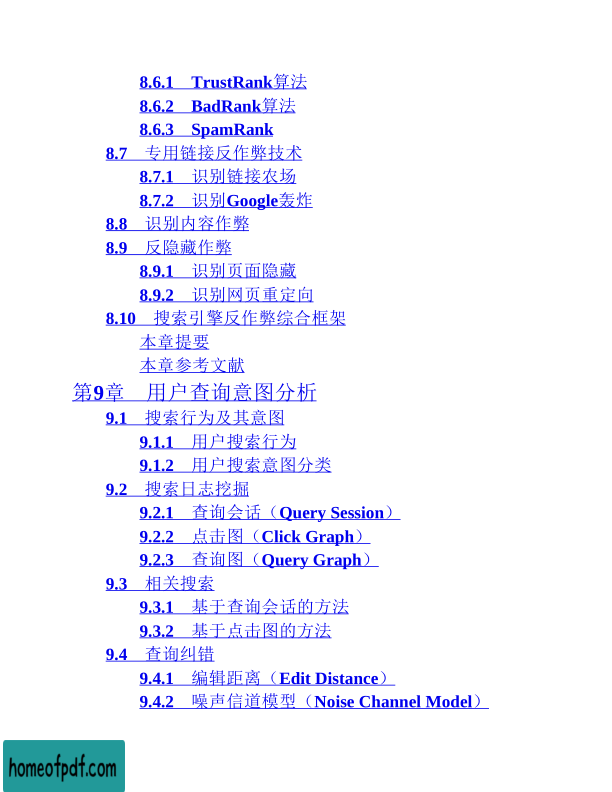 8.6.1 TrustRank算法
8.6.2 BadRank算法
8.6.3 SpamRank
8.7 专用链接反作弊技术
8.7.1 识别链接农场
8.7.2 识别Google轰炸
8.8 识别内容作弊
8.9 反隐藏作弊
8.9.1 识别页面隐藏
8.9.2 识别网页重定向
8.10 搜索引擎反作弊综合框架
本章提要
本章参考文献
第9章 用户查询意图分析
9.1 搜索行为及其意图
9.1.1 用户搜索行为
9.1.2 用户搜索意图分类
9.2 搜索日志挖掘
9.2.1 查询会话（Query Session）
9.2.2 点击图（Click Graph）
9.2.3 查询图（Query Graph）
9.3 相关搜索
9.3.1 基于查询会话的方法
9.3.2 基于点击图的方法
9.4 查询纠错
9.4.1 编辑距离（Edit Distance）
9.4.2 噪声信道模型（Noise Channel Model）
homeofpdf.com